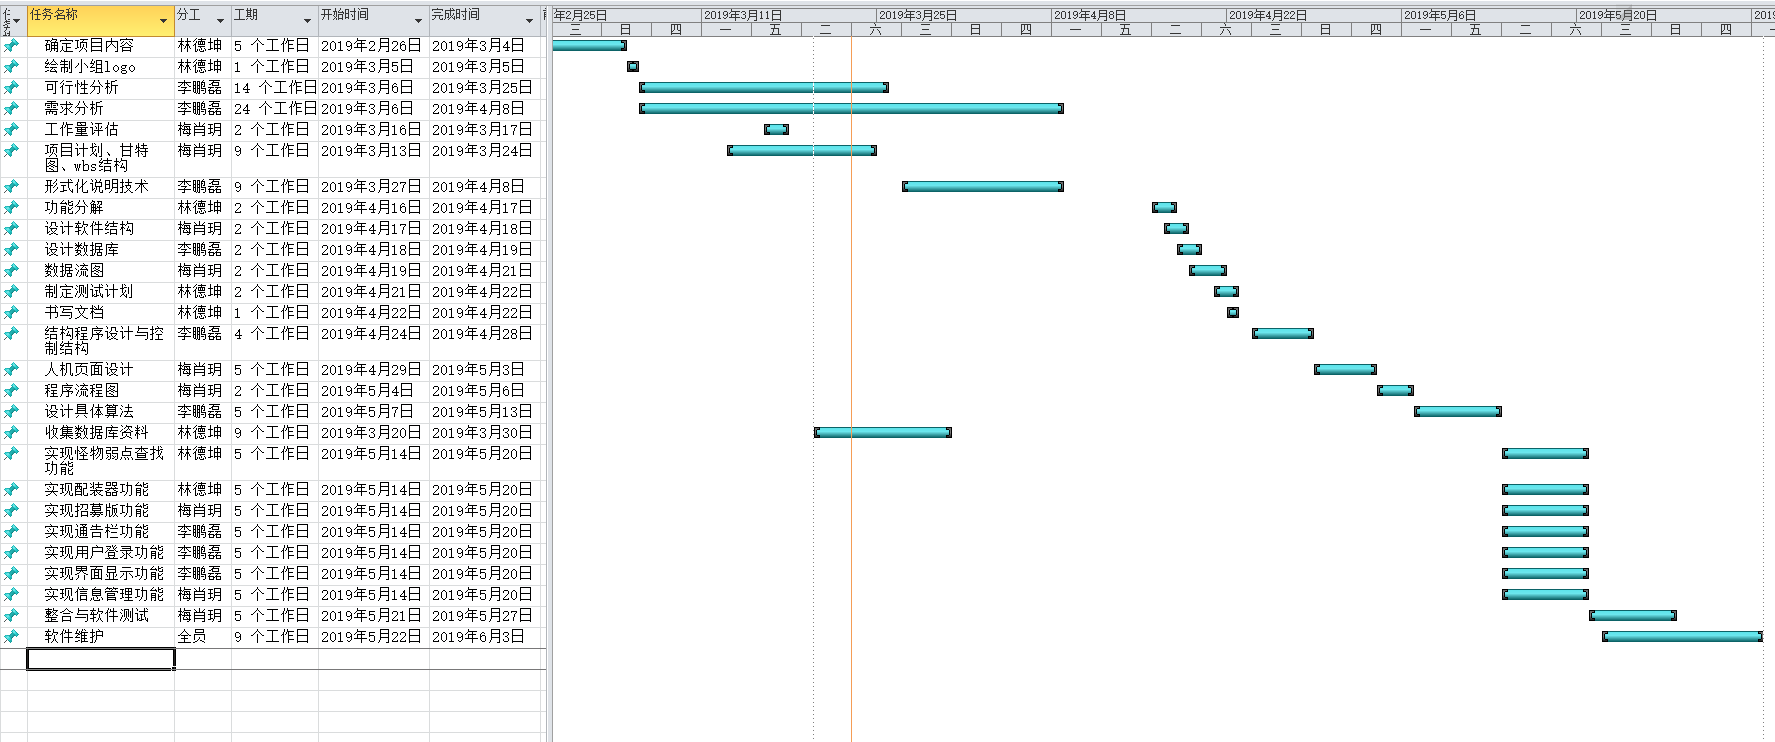 任务名称 分工 工期 开始时间 完成时间
年2月25日 2019年3月11日 2019年3月25日 2019年4月8日 2019年4月22日 2019年5月6日 2019年5月20日 2019
三 日 四 一 五 二 六 三 日 四 一 五 二 六 三 日 四 一 五 二 六 三 日 四 一
确定项目内容 林德坤 5 个工作日 2019年2月26日 2019年3月4日
绘制小组logo 林德坤 1 个工作日 2019年3月5日 2019年3月5日
可行性分析 李鹏磊 14 个工作日 2019年3月6日 2019年3月25日
需求分析 李鹏磊 24 个工作日 2019年3月6日 2019年4月8日
工作量评估 梅肖玥 2 个工作日 2019年3月16日 2019年3月17日
项目计划、甘特 梅肖玥 9 个工作日 2019年3月13日 2019年3月24日
图、wbs结构
形式化说明技术 李鹏磊 9 个工作日 2019年3月27日 2019年4月8日
功能分解 林德坤 2 个工作日 2019年4月16日 2019年4月17日
设计软件结构 梅肖玥 2 个工作日 2019年4月17日 2019年4月18日
设计数据库 李鹏磊 2 个工作日 2019年4月18日 2019年4月19日
数据流图 梅肖玥 2 个工作日 2019年4月19日 2019年4月21日
制定测试计划 林德坤 2 个工作日 2019年4月21日 2019年4月22日
书写文档 林德坤 1 个工作日 2019年4月22日 2019年4月22日
结构程序设计与控 李鹏磊 4 个工作日 2019年4月24日 2019年4月28日
制结构
人机页面设计 梅肖玥 5 个工作日 2019年4月29日 2019年5月3日
程序流程图 梅肖玥 2 个工作日 2019年5月4日 2019年5月6日
设计具体算法 李鹏磊 5 个工作日 2019年5月7日 2019年5月13日
收集数据库资料 林德坤 9 个工作日 2019年3月20日 2019年3月30日
实现怪物弱点查找 林德坤 5 个工作日 2019年5月14日 2019年5月20日
功能
实现配装器功能 林德坤 5 个工作日 2019年5月14日 2019年5月20日
实现招募版功能 梅肖玥 5 个工作日 2019年5月14日 2019年5月20日
实现通告栏功能 李鹏磊 5 个工作日 2019年5月14日 2019年5月20日
实现用户登录功能 李鹏磊 5 个工作日 2019年5月14日 2019年5月20日
实现界面显示功能 李鹏磊 5 个工作日 2019年5月14日 2019年5月20日
实现信息管理功能 梅肖玥 5 个工作日 2019年5月14日 2019年5月20日
整合与软件测试 梅肖玥 5 个工作日 2019年5月21日 2019年5月27日
软件维护 全员 9 个工作日 2019年5月22日 2019年6月3日